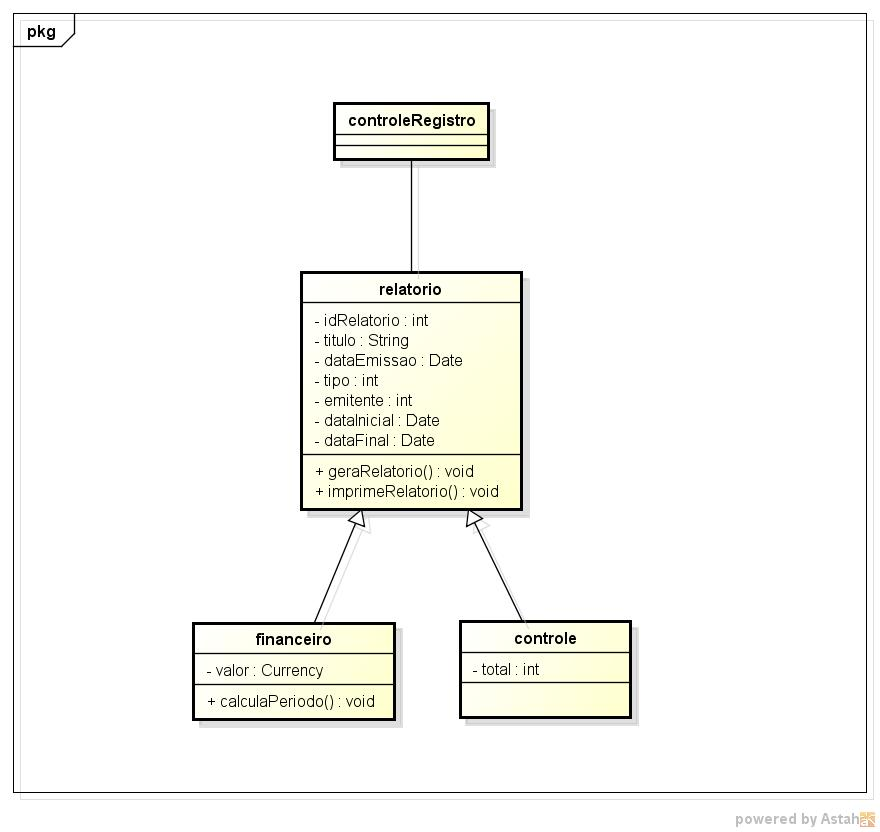 pkg
controleRegistro
relatorio
- idRelatorio : int
- titulo : String
- dataEmissao : Date
- tipo : int
- emitente : int
- dataInicial : Date
- dataFinal : Date
+ geraRelatorio() : void
+ imprimeRelatorio() : void
financeiro
- valor : Currency
+ calculaPeriodo() : void
controle
- total : int
powered by Astah